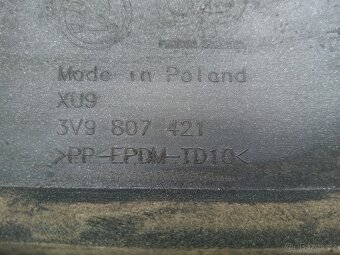 Made in Poland
XU9
3V9 807 421
>PP-EPDM-TD10<